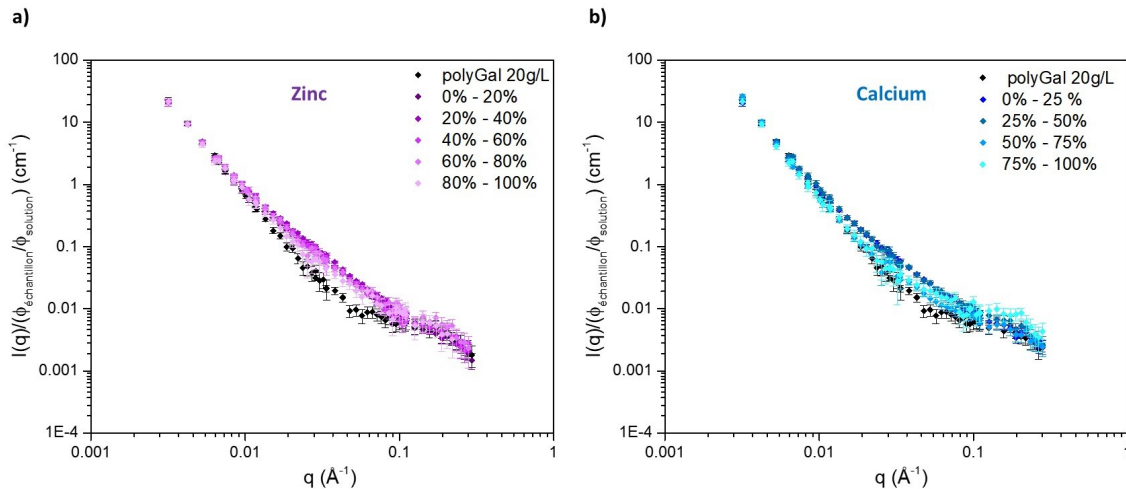 a)
100
10
1
0.1
0.01
0.001
1E-4
0.001
0.01
0.1
1
I(q)/(ϕéchantillon/ϕsolution) (cm⁻¹)
q (Å⁻¹)
Zinc
polyGal 20g/L
0% - 20%
20% - 40%
40% - 60%
60% - 80%
80% - 100%
b)
100
10
1
0.1
0.01
0.001
1E-4
0.001
0.01
0.1
1
I(q)/(ϕéchantillon/ϕsolution) (cm⁻¹)
q (Å⁻¹)
Calcium
polyGal 20g/L
0% - 25 %
25% - 50%
50% - 75%
75% - 100%